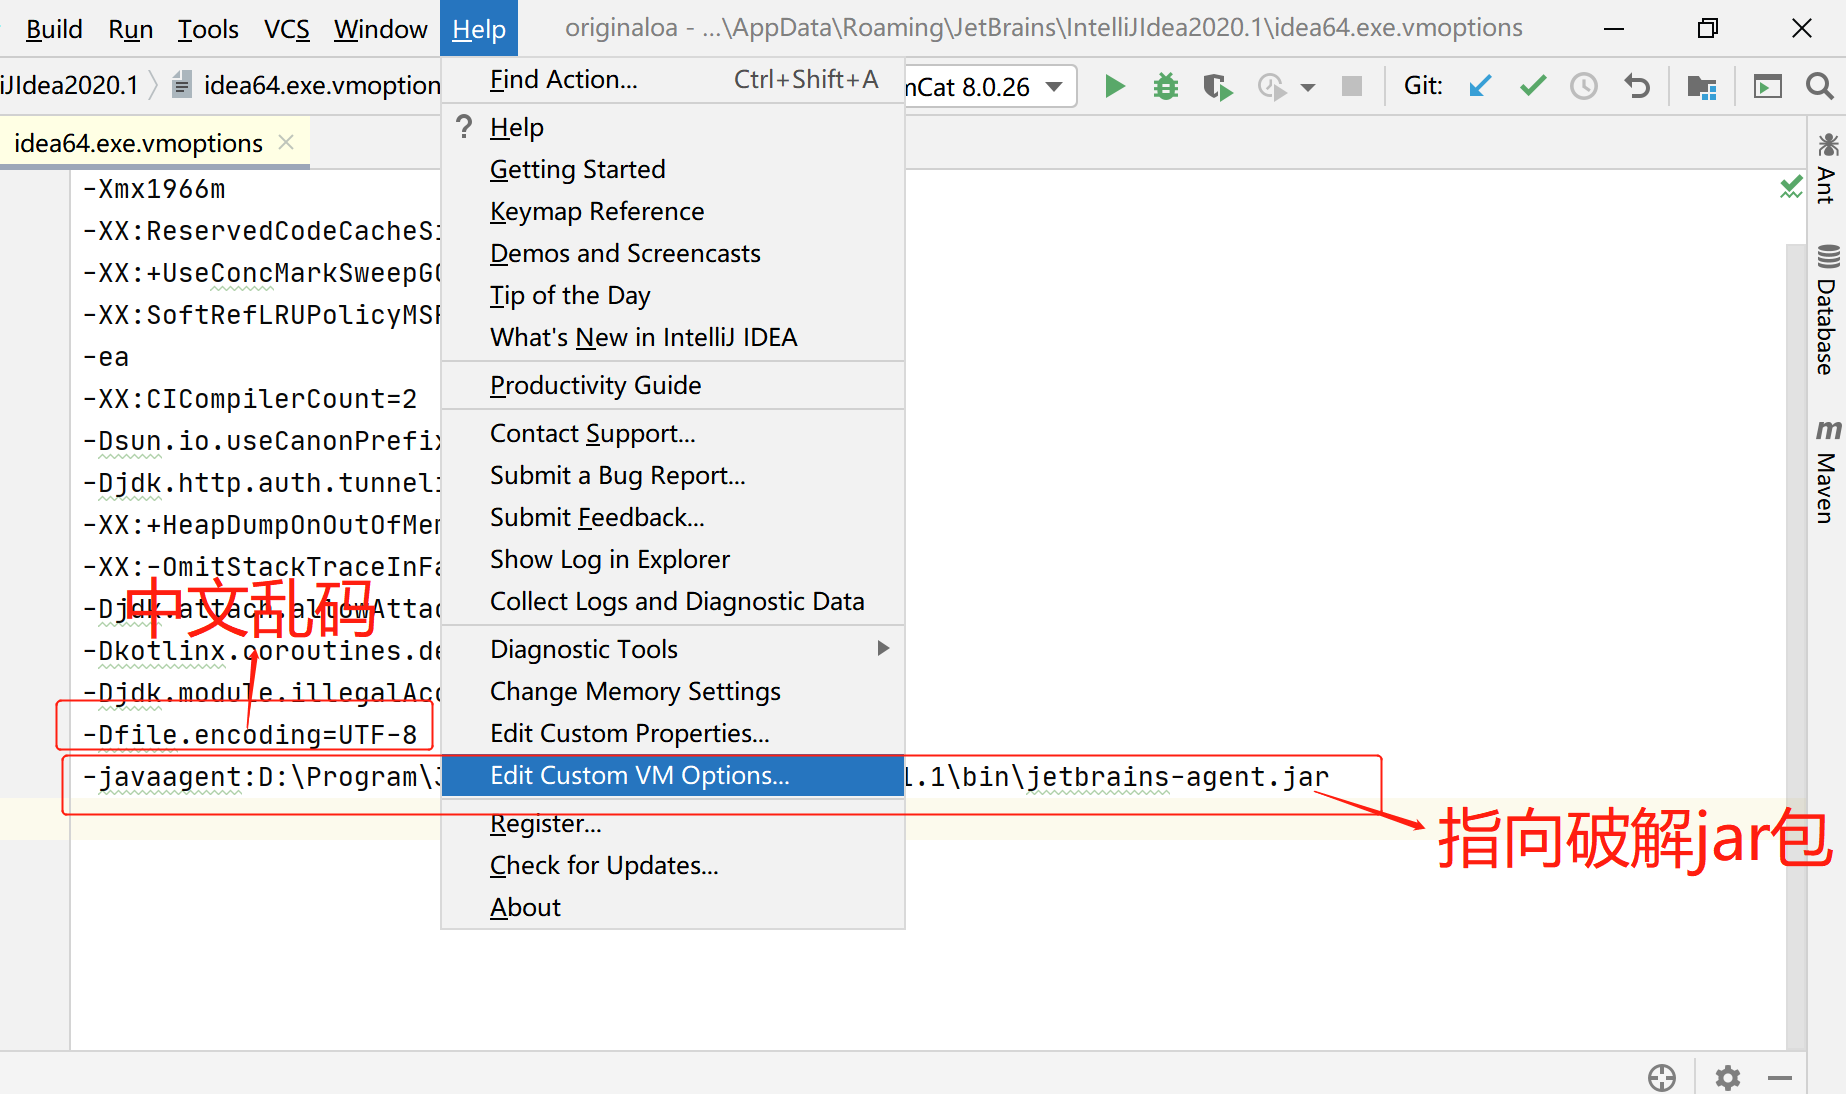 Build Run Tools VCS Window Help originaloa - ...\AppData\Roaming\JetBrains\IntelliJIdea2020.1\idea64.exe.vmoptions
iJIdea2020.1 idea64.exe.vmoption nCat 8.0.26 Git:
idea64.exe.vmoptions
Find Action... Ctrl+Shift+A
? Help
Getting Started
Keymap Reference
Demos and Screencasts
Tip of the Day
What's New in IntelliJ IDEA
Productivity Guide
Contact Support...
Submit a Bug Report...
Submit Feedback...
Show Log in Explorer
Collect Logs and Diagnostic Data
Diagnostic Tools
Change Memory Settings
Edit Custom Properties...
Edit Custom VM Options...
Register...
Check for Updates...
About
-Xmx1966m
-XX:ReservedCodeCacheSi
-XX:+UseConcMarkSweepGC
-XX:SoftRefLRUPolicyMSP
-ea
-XX:CICompilerCount=2
-Dsun.io.useCanonPrefix
-Djdk.http.auth.tunneli
-XX:+HeapDumpOnOutOfMem
-XX:-OmitStackTraceInFa
-Djdk.attach.allowAttac
-Dkotlinx.coroutines.de
-Djdk.module.illegalAcc
-Dfile.encoding=UTF-8
-javaagent:D:\Program\J 1.1\bin\jetbrains-agent.jar
中文乱码
指向破解jar包
Ant
Database
m Maven